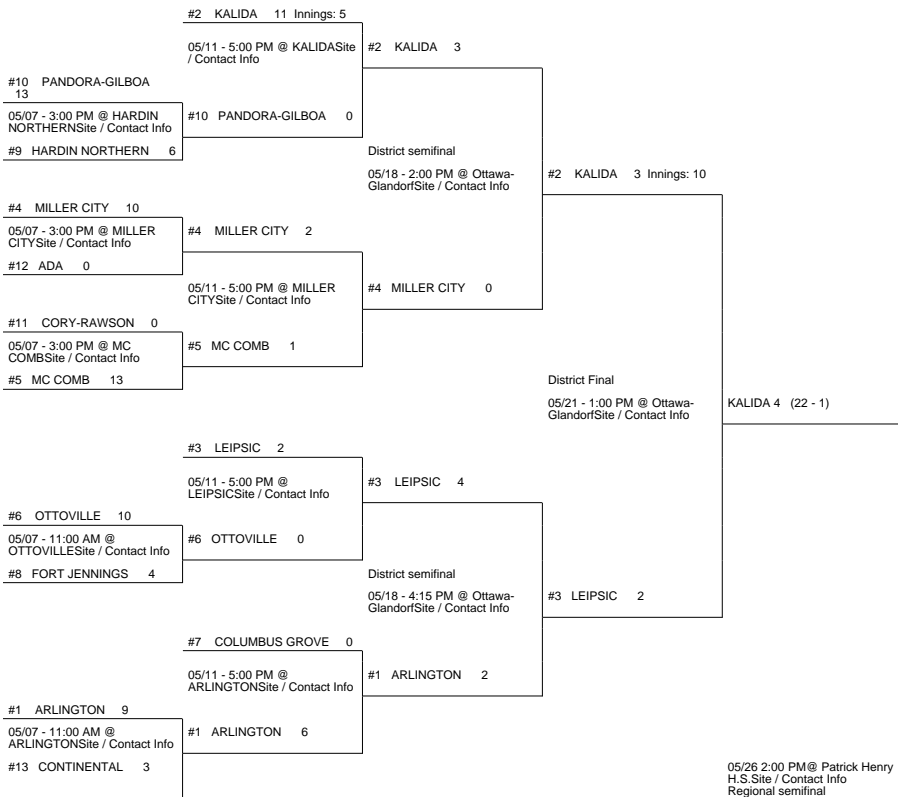 #2 KALIDA 11 Innings: 5
05/11 - 5:00 PM @ KALIDASite
/ Contact Info
#2 KALIDA 3
#10 PANDORA-GILBOA
13
05/07 - 3:00 PM @ HARDIN
NORTHERNSite / Contact Info
#10 PANDORA-GILBOA 0
#9 HARDIN NORTHERN 6
District semifinal
05/18 - 2:00 PM @ Ottawa-
GlandorfSite / Contact Info
#2 KALIDA 3 Innings: 10
#4 MILLER CITY 10
05/07 - 3:00 PM @ MILLER
CITYSite / Contact Info
#4 MILLER CITY 2
#12 ADA 0
05/11 - 5:00 PM @ MILLER
CITYSite / Contact Info
#4 MILLER CITY 0
#11 CORY-RAWSON 0
05/07 - 3:00 PM @ MC
COMBSite / Contact Info
#5 MC COMB 1
#5 MC COMB 13
District Final
05/21 - 1:00 PM @ Ottawa-
GlandorfSite / Contact Info
KALIDA 4 (22 - 1)
#3 LEIPSIC 2
05/11 - 5:00 PM @
LEIPSICSite / Contact Info
#3 LEIPSIC 4
#6 OTTOVILLE 10
05/07 - 11:00 AM @
OTTOVILLESite / Contact Info
#6 OTTOVILLE 0
#8 FORT JENNINGS 4
District semifinal
05/18 - 4:15 PM @ Ottawa-
GlandorfSite / Contact Info
#3 LEIPSIC 2
#7 COLUMBUS GROVE 0
05/11 - 5:00 PM @
ARLINGTONSite / Contact Info
#1 ARLINGTON 2
#1 ARLINGTON 9
05/07 - 11:00 AM @
ARLINGTONSite / Contact Info
#1 ARLINGTON 6
#13 CONTINENTAL 3
05/26 2:00 PM@ Patrick Henry
H.S.Site / Contact Info
Regional semifinal